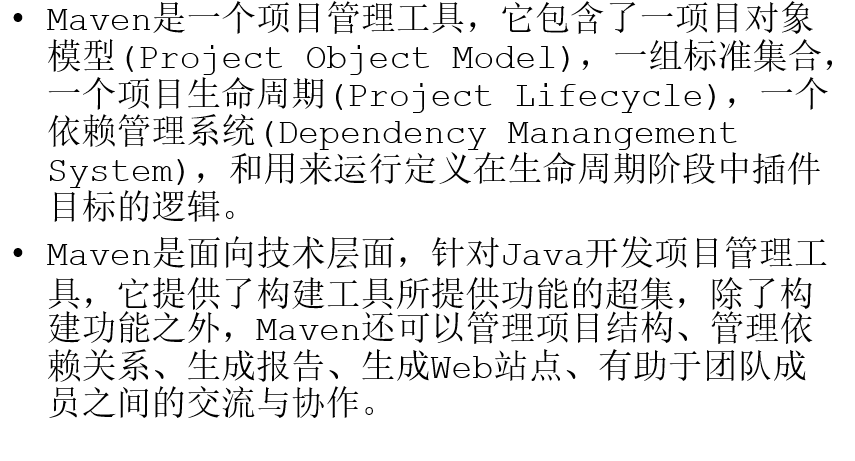 • Maven是一个项目管理工具，它包含了一项目对象
模型(Project Object Model)，一组标准集合，
一个项目生命周期(Project Lifecycle)，一个
依赖管理系统(Dependency Manangement
System)，和用来运行定义在生命周期阶段中插件
目标的逻辑。
• Maven是面向技术层面，针对Java开发项目管理工
具，它提供了构建工具所提供功能的超集，除了构
建功能之外，Maven还可以管理项目结构、管理依
赖关系、生成报告、生成Web站点、有助于团队成
员之间的交流与协作。